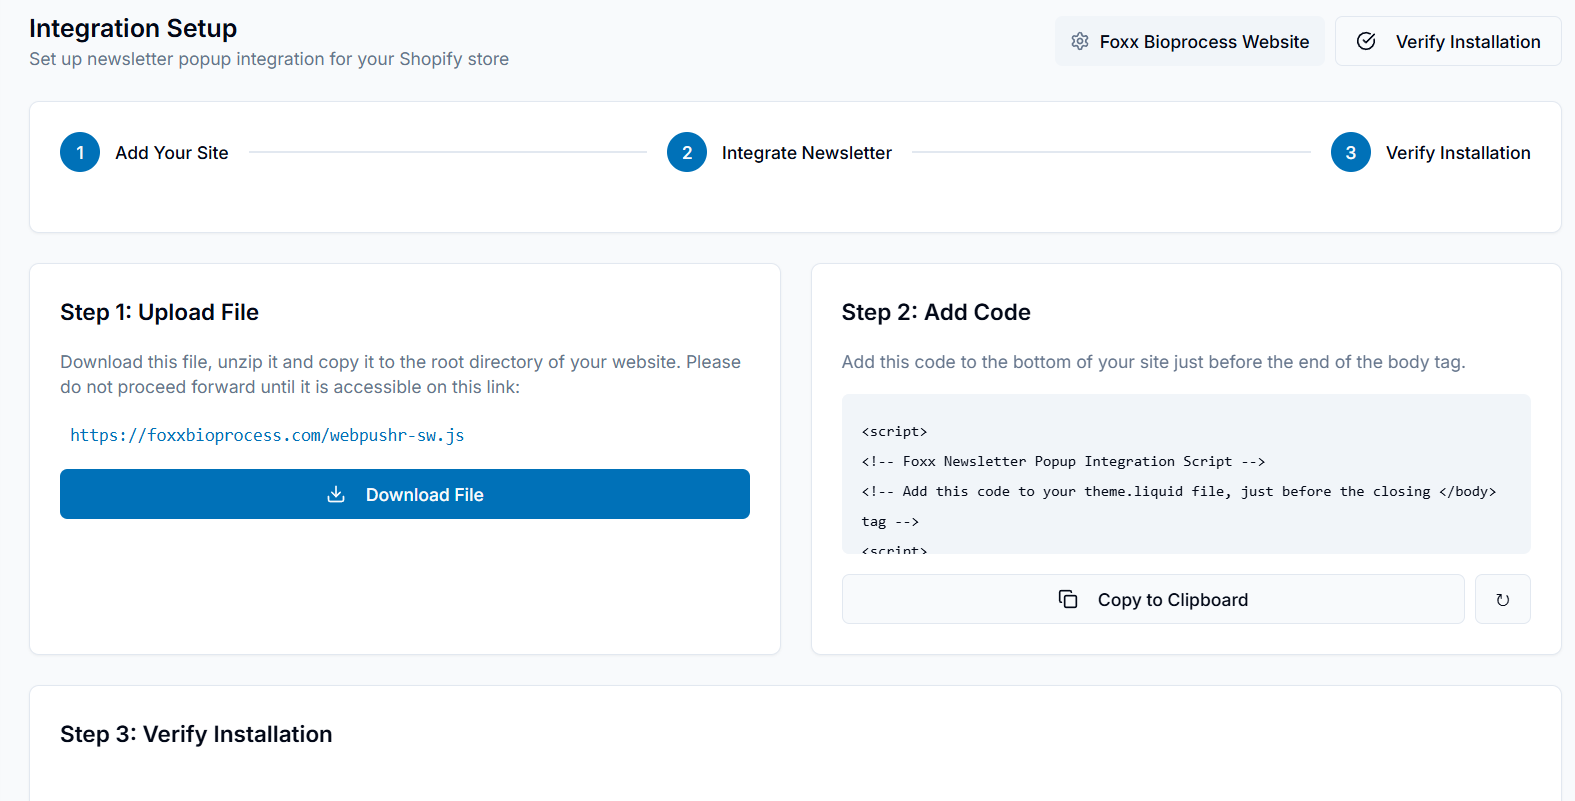 Integration Setup
Set up newsletter popup integration for your Shopify store
Foxx Bioprocess Website
Verify Installation
1 Add Your Site
2 Integrate Newsletter
3 Verify Installation
Step 1: Upload File
Download this file, unzip it and copy it to the root directory of your website. Please
do not proceed forward until it is accessible on this link:
https://foxxbioprocess.com/webpushr-sw.js
Download File
Step 2: Add Code
Add this code to the bottom of your site just before the end of the body tag.
<script>
<!-- Foxx Newsletter Popup Integration Script -->
<!-- Add this code to your theme.liquid file, just before the closing </body>
tag -->
<script>
Copy to Clipboard
↻
Step 3: Verify Installation